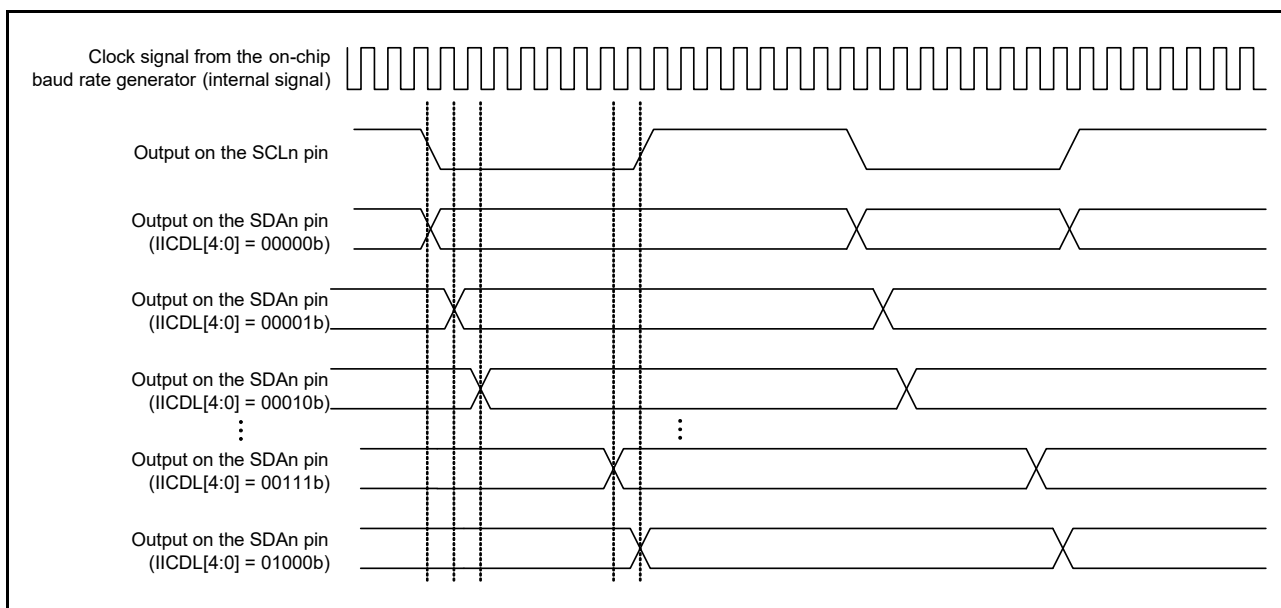 Clock signal from the on-chip
baud rate generator (internal signal)
Output on the SCLn pin
Output on the SDAn pin
(IICDL[4:0] = 00000b)
Output on the SDAn pin
(IICDL[4:0] = 00001b)
Output on the SDAn pin
(IICDL[4:0] = 00010b)
Output on the SDAn pin
(IICDL[4:0] = 00111b)
Output on the SDAn pin
(IICDL[4:0] = 01000b)